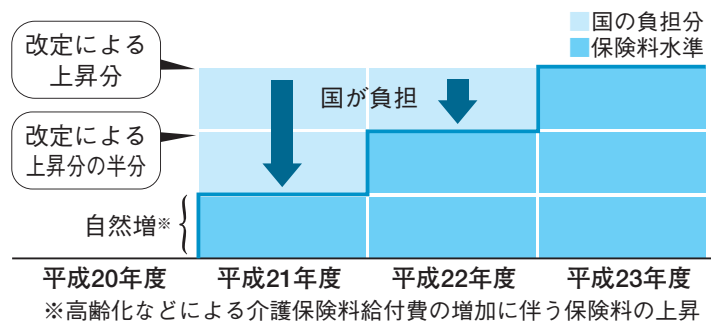 国の負担分
保険料水準
改定による
上昇分
国が負担
改定による
上昇分の半分
自然増※
平成20年度 平成21年度 平成22年度 平成23年度
※高齢化などによる介護保険料給付費の増加に伴う保険料の上昇